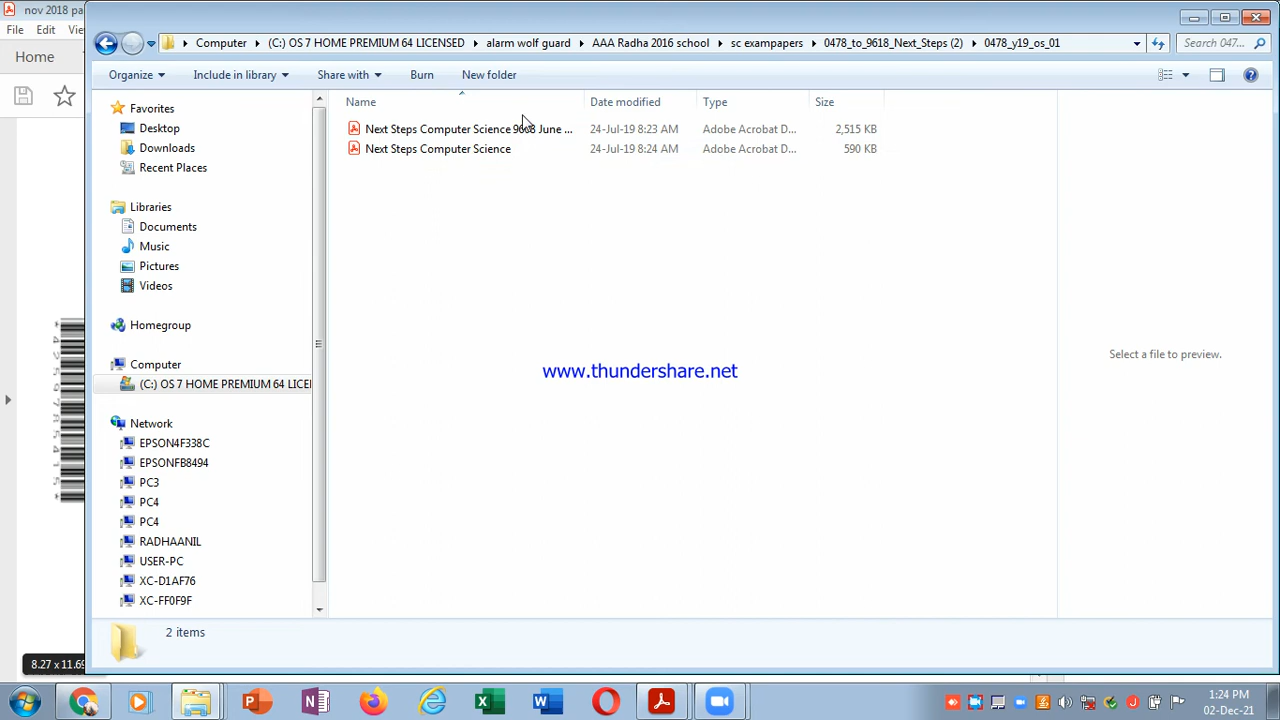 nov 2018 pa
File Edit
Home
Computer (C:) OS 7 HOME PREMIUM 64 LICENSED alarm wolf guard AAA Radha 2016 school sc exampapers 0478_to_9618_Next_Steps (2) 0478_y19_os_01
Search 047...
Organize Include in library Share with Burn New folder
Favorites
Desktop
Downloads
Recent Places
Libraries
Documents
Music
Pictures
Videos
Homegroup
Computer
(C:) OS 7 HOME PREMIUM 64 LICE
Network
EPSON4F338C
EPSONFB8494
PC3
PC4
PC4
RADHAANIL
USER-PC
XC-D1AF76
XC-FF0F9F
Name Date modified Type Size
Next Steps Computer Science June ... 24-Jul-19 8:23 AM Adobe Acrobat D... 2,515 KB
Next Steps Computer Science 24-Jul-19 8:24 AM Adobe Acrobat D... 590 KB
Select a file to preview.
www.thundershare.net
2 items
8.27 x 11.69
1:24 PM
02-Dec-21